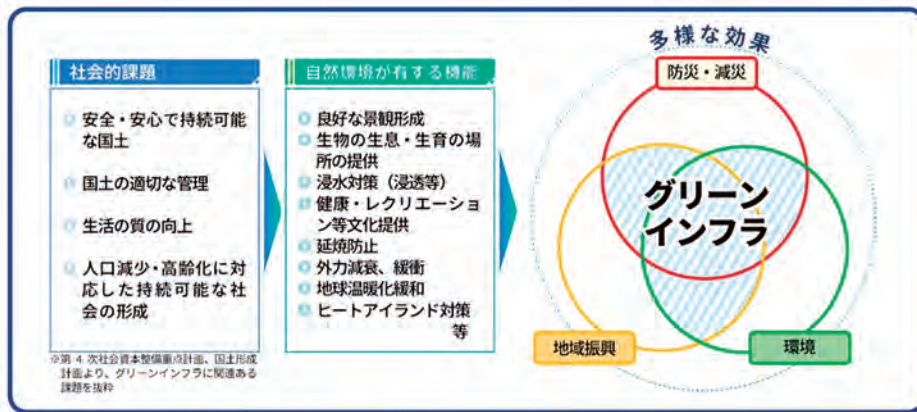 社会的課題
安全・安心で持続可能
な国土
国土の適切な管理
生活の質の向上
人口減少・高齢化に対
応した持続可能な社
会の形成
※第 4 次社会資本整備重点計画、国土形成
計画より、グリーンインフラに関連ある
課題を抜粋
自然環境が有する機能
良好な景観形成
生物の生息・生育の場
所の提供
浸水対策（浸透等）
健康・レクリエーショ
ン等文化提供
延焼防止
外力減衰、緩衝
地球温暖化緩和
ヒートアイランド対策
等
多様な効果
防災・減災
グリーン
インフラ
地域振興
環境